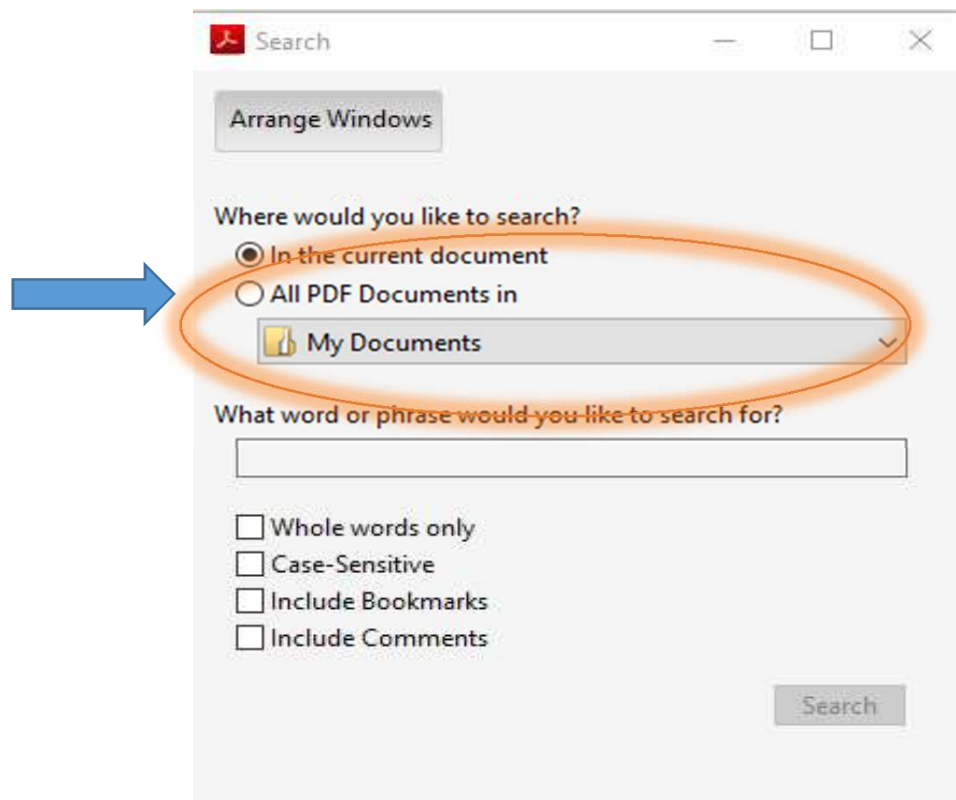 Search
Arrange Windows
Where would you like to search?
In the current document
All PDF Documents in
My Documents
What word or phrase would you like to search for?
Whole words only
Case-Sensitive
Include Bookmarks
Include Comments
Search